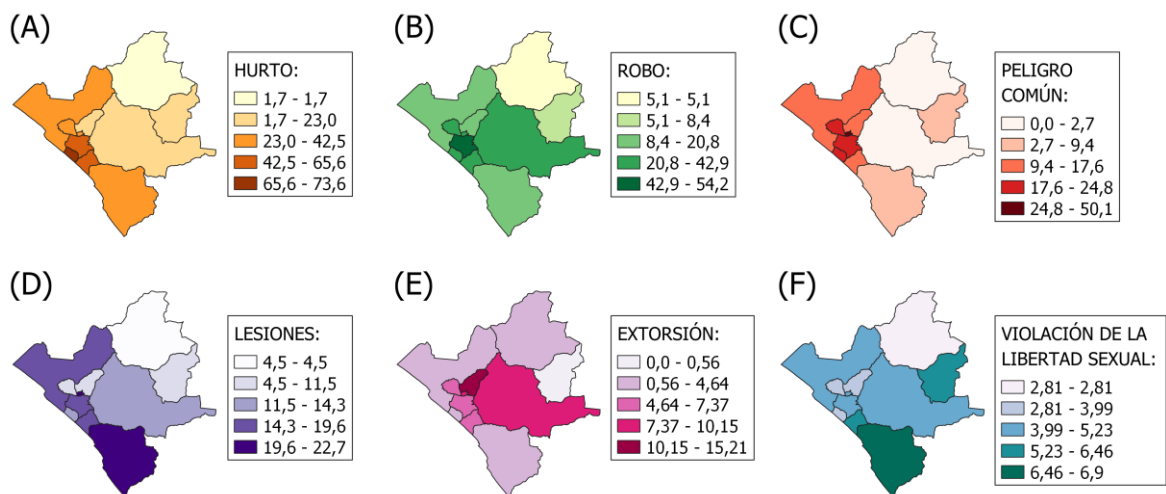 (A)
HURTO:
1,7 - 1,7
1,7 - 23,0
23,0 - 42,5
42,5 - 65,6
65,6 - 73,6
(B)
ROBO:
5,1 - 5,1
5,1 - 8,4
8,4 - 20,8
20,8 - 42,9
42,9 - 54,2
(C)
PELIGRO
COMÚN:
0,0 - 2,7
2,7 - 9,4
9,4 - 17,6
17,6 - 24,8
24,8 - 50,1
(D)
LESIONES:
4,5 - 4,5
4,5 - 11,5
11,5 - 14,3
14,3 - 19,6
19,6 - 22,7
(E)
EXTORSIÓN:
0,0 - 0,56
0,56 - 4,64
4,64 - 7,37
7,37 - 10,15
10,15 - 15,21
(F)
VIOLACIÓN DE LA
LIBERTAD SEXUAL:
2,81 - 2,81
2,81 - 3,99
3,99 - 5,23
5,23 - 6,46
6,46 - 6,9